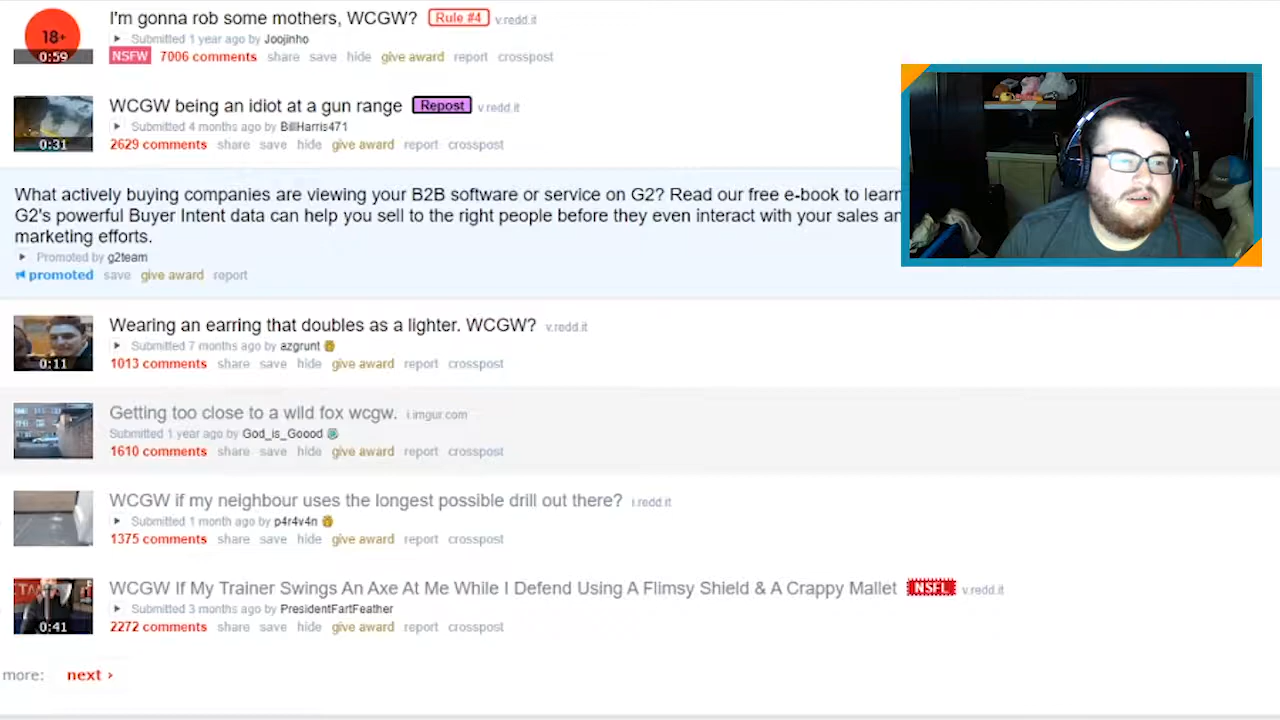 I'm gonna rob some mothers, WCGW? Rule #4 v.redd.it
18+
Submitted 1 year ago by Joojinho
0:59
NSFW 7006 comments share save hide give award report crosspost
WCGW being an idiot at a gun range Repost v.redd.it
Submitted 4 months ago by BillHarris471
0:31
2629 comments share save hide give award report crosspost
What actively buying companies are viewing your B2B software or service on G2? Read our free e-book to learn
G2's powerful Buyer Intent data can help you sell to the right people before they even interact with your sales an
marketing efforts.
Promoted by g2team
promoted save give award report
Wearing an earring that doubles as a lighter. WCGW? v.redd.it
Submitted 7 months ago by azgrunt
0:11
1013 comments share save hide give award report crosspost
Getting too close to a wild fox wcgw. i.imgur.com
Submitted 1 year ago by God_is_Goood
1610 comments share save hide give award report crosspost
WCGW if my neighbour uses the longest possible drill out there? i.redd.it
Submitted 1 month ago by p4r4v4n
1375 comments share save hide give award report crosspost
WCGW If My Trainer Swings An Axe At Me While I Defend Using A Flimsy Shield & A Crappy Mallet NSFL v.redd.it
Submitted 3 months ago by PresidentFartFeather
0:41
2272 comments share save hide give award report crosspost
more: next ›